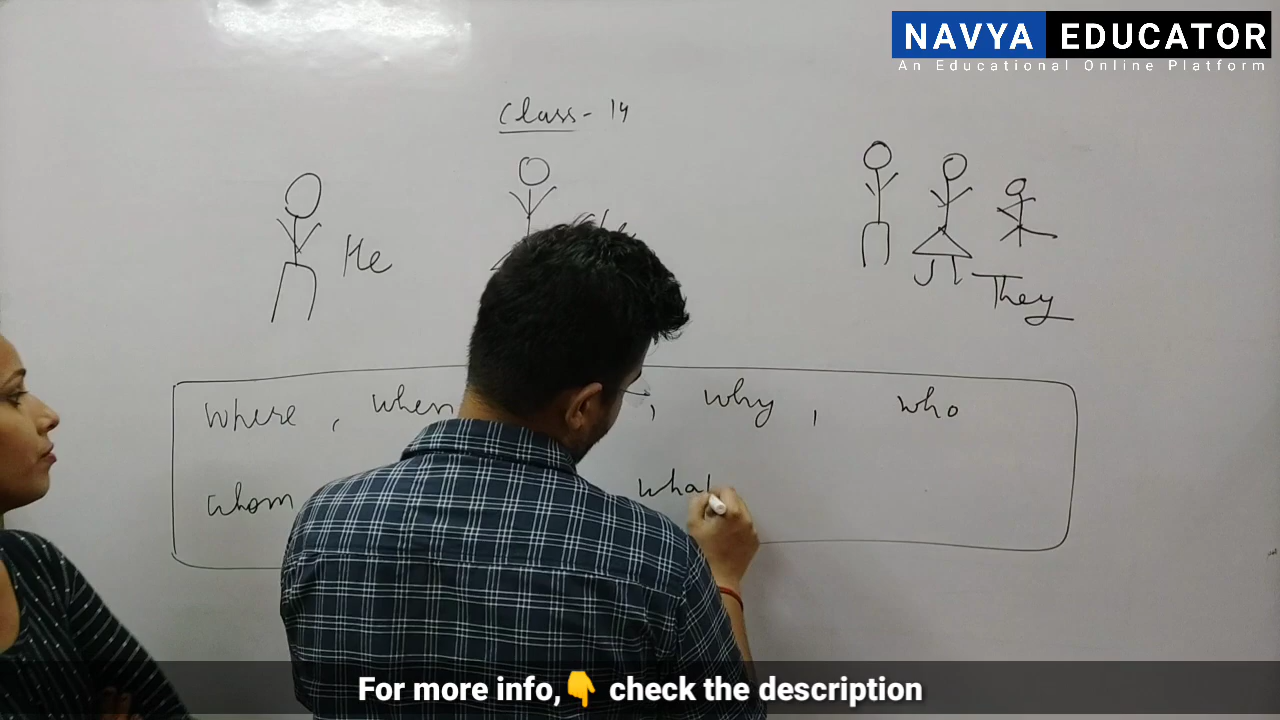 NAVYA EDUCATOR
An Educational Online Platform
Class - 14
He
They
where , when , why , who
whom what
For more info,👇 check the description